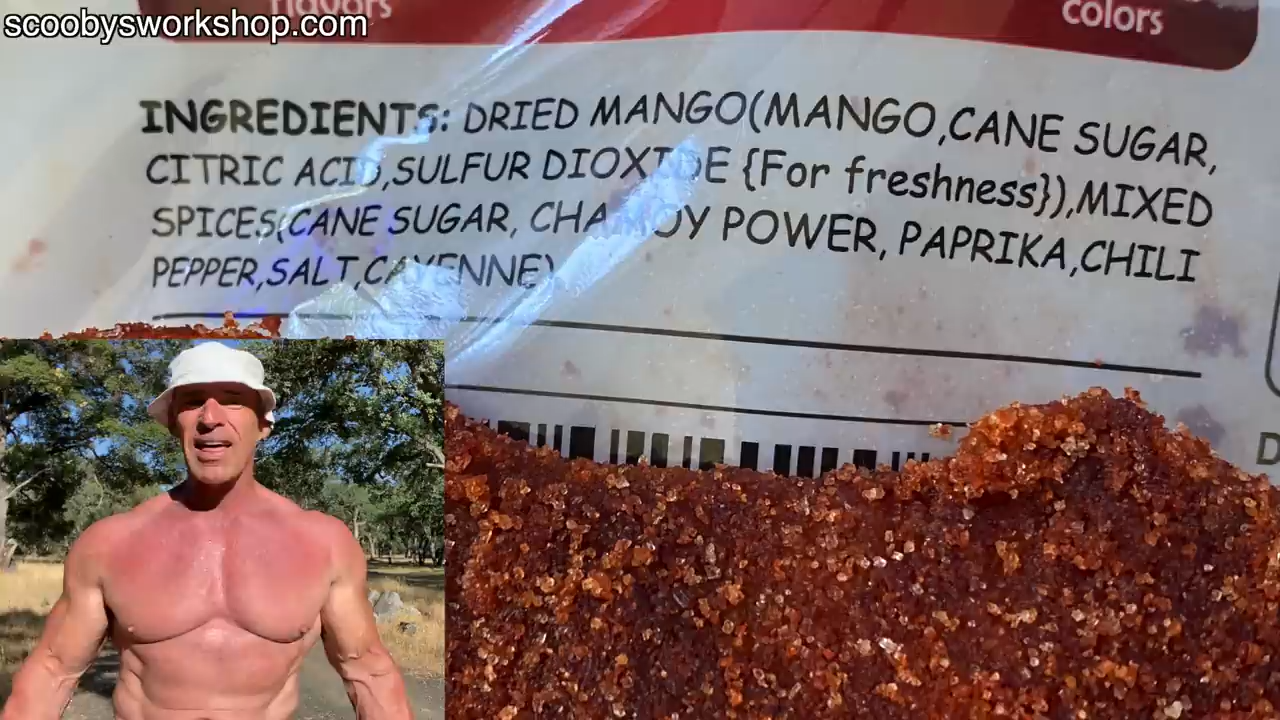 scoobysworkshop.com
flavors
colors
INGREDIENTS: DRIED MANGO(MANGO,CANE SUGAR,
CITRIC ACID,SULFUR DIOXIDE {For freshness}),MIXED
SPICES(CANE SUGAR, CHAMOY POWER, PAPRIKA,CHILI
PEPPER,SALT,CAYENNE)
D